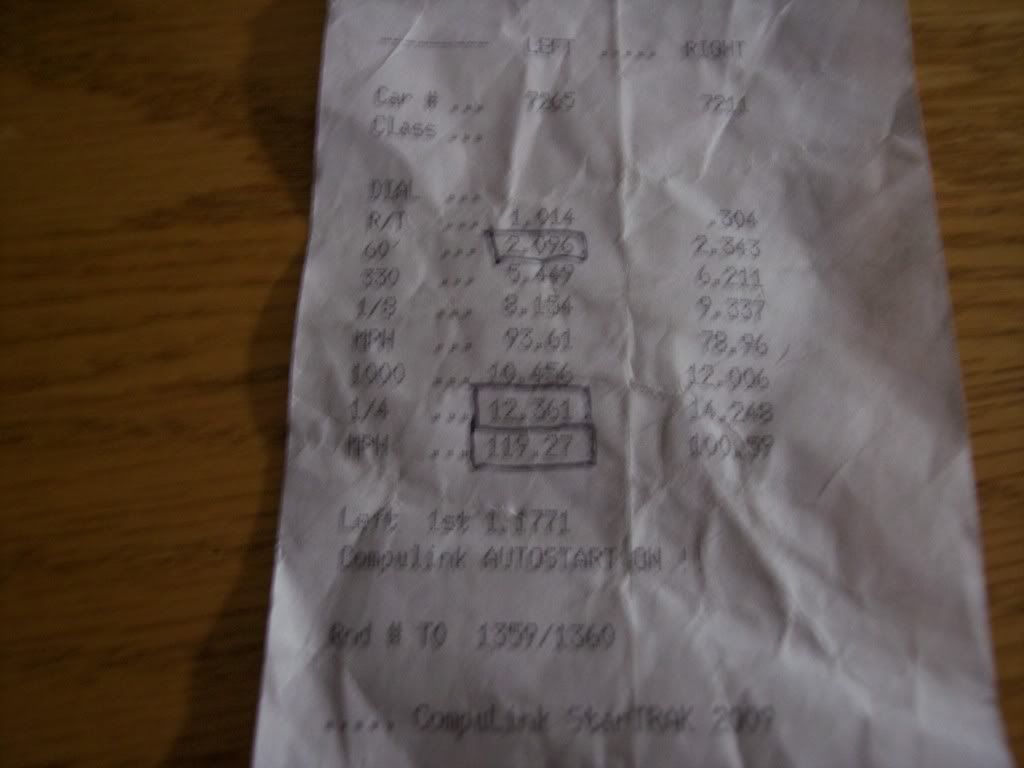 ---------- LEFT ..... RIGHT
Car # ... 7265 7211
Class ...
DIAL ...
R/T ... 1.014 .304
60' ... 2.096 2.343
330 ... 5.449 6.211
1/8 ... 8.154 9.337
MPH ... 93.61 78.96
1000 ... 10.456 12.006
1/4 ... 12.361 14.248
MPH ... 119.27 100.59
Left 1st 1.1771
Compulink AUTOSTART ON !
Rnd # TO 1359/1360
..... CompuLink StarTRAK 2009